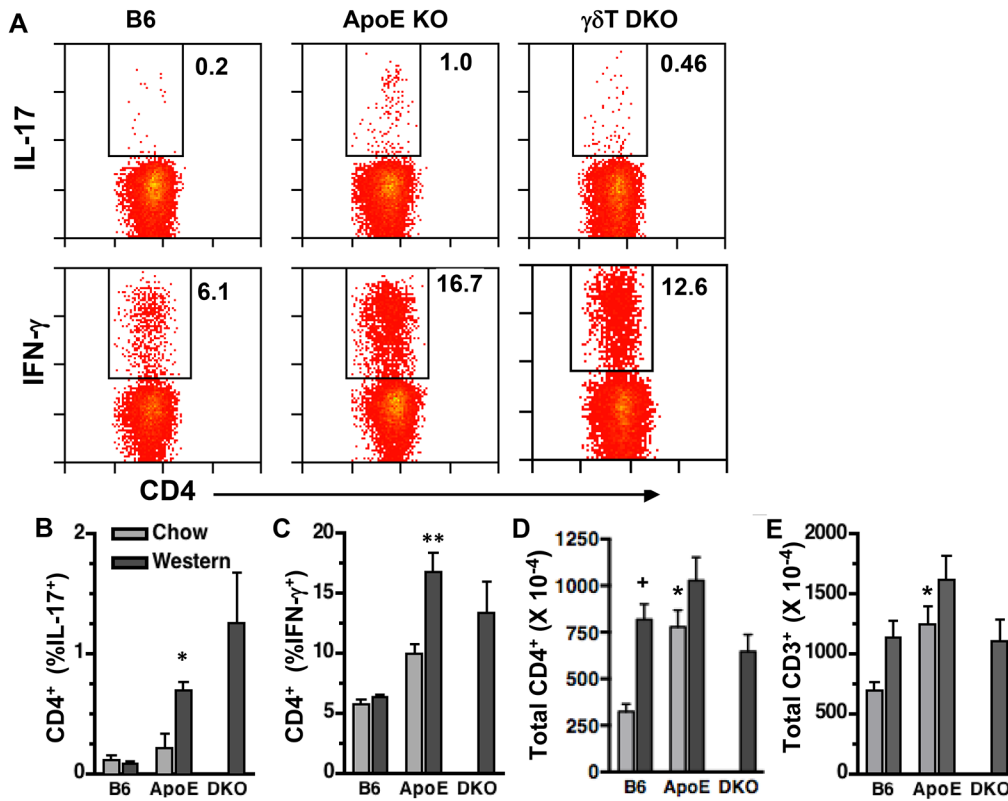 A
B6 ApoE KO γδT DKO
IL-17
0.2 1.0 0.46
IFN-γ
6.1 16.7 12.6
CD4
B
CD4⁺ (%IL-17⁺)
2
1
0
Chow
Western
*
B6 ApoE DKO
C
CD4⁺ (%IFN-γ⁺)
20
15
10
5
0
**
B6 ApoE DKO
D
Total CD4⁺ (X 10⁻⁴)
1250
1000
750
500
250
0
+
*
B6 ApoE DKO
E
Total CD3⁺ (X 10⁻⁴)
2000
1500
1000
500
0
*
B6 ApoE DKO